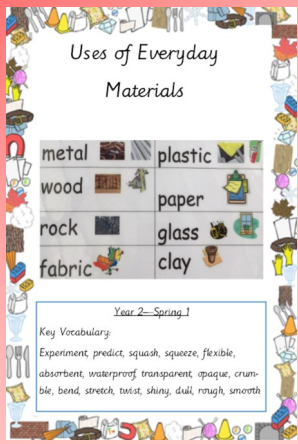 Uses of Everyday
Materials
metal plastic
wood paper
rock glass
fabric clay
Year 2—Spring 1
Key Vocabulary:
Experiment, predict, squash, squeeze, flexible,
absorbent, waterproof, transparent, opaque, crum-
ble, bend, stretch, twist, shiny, dull, rough, smooth